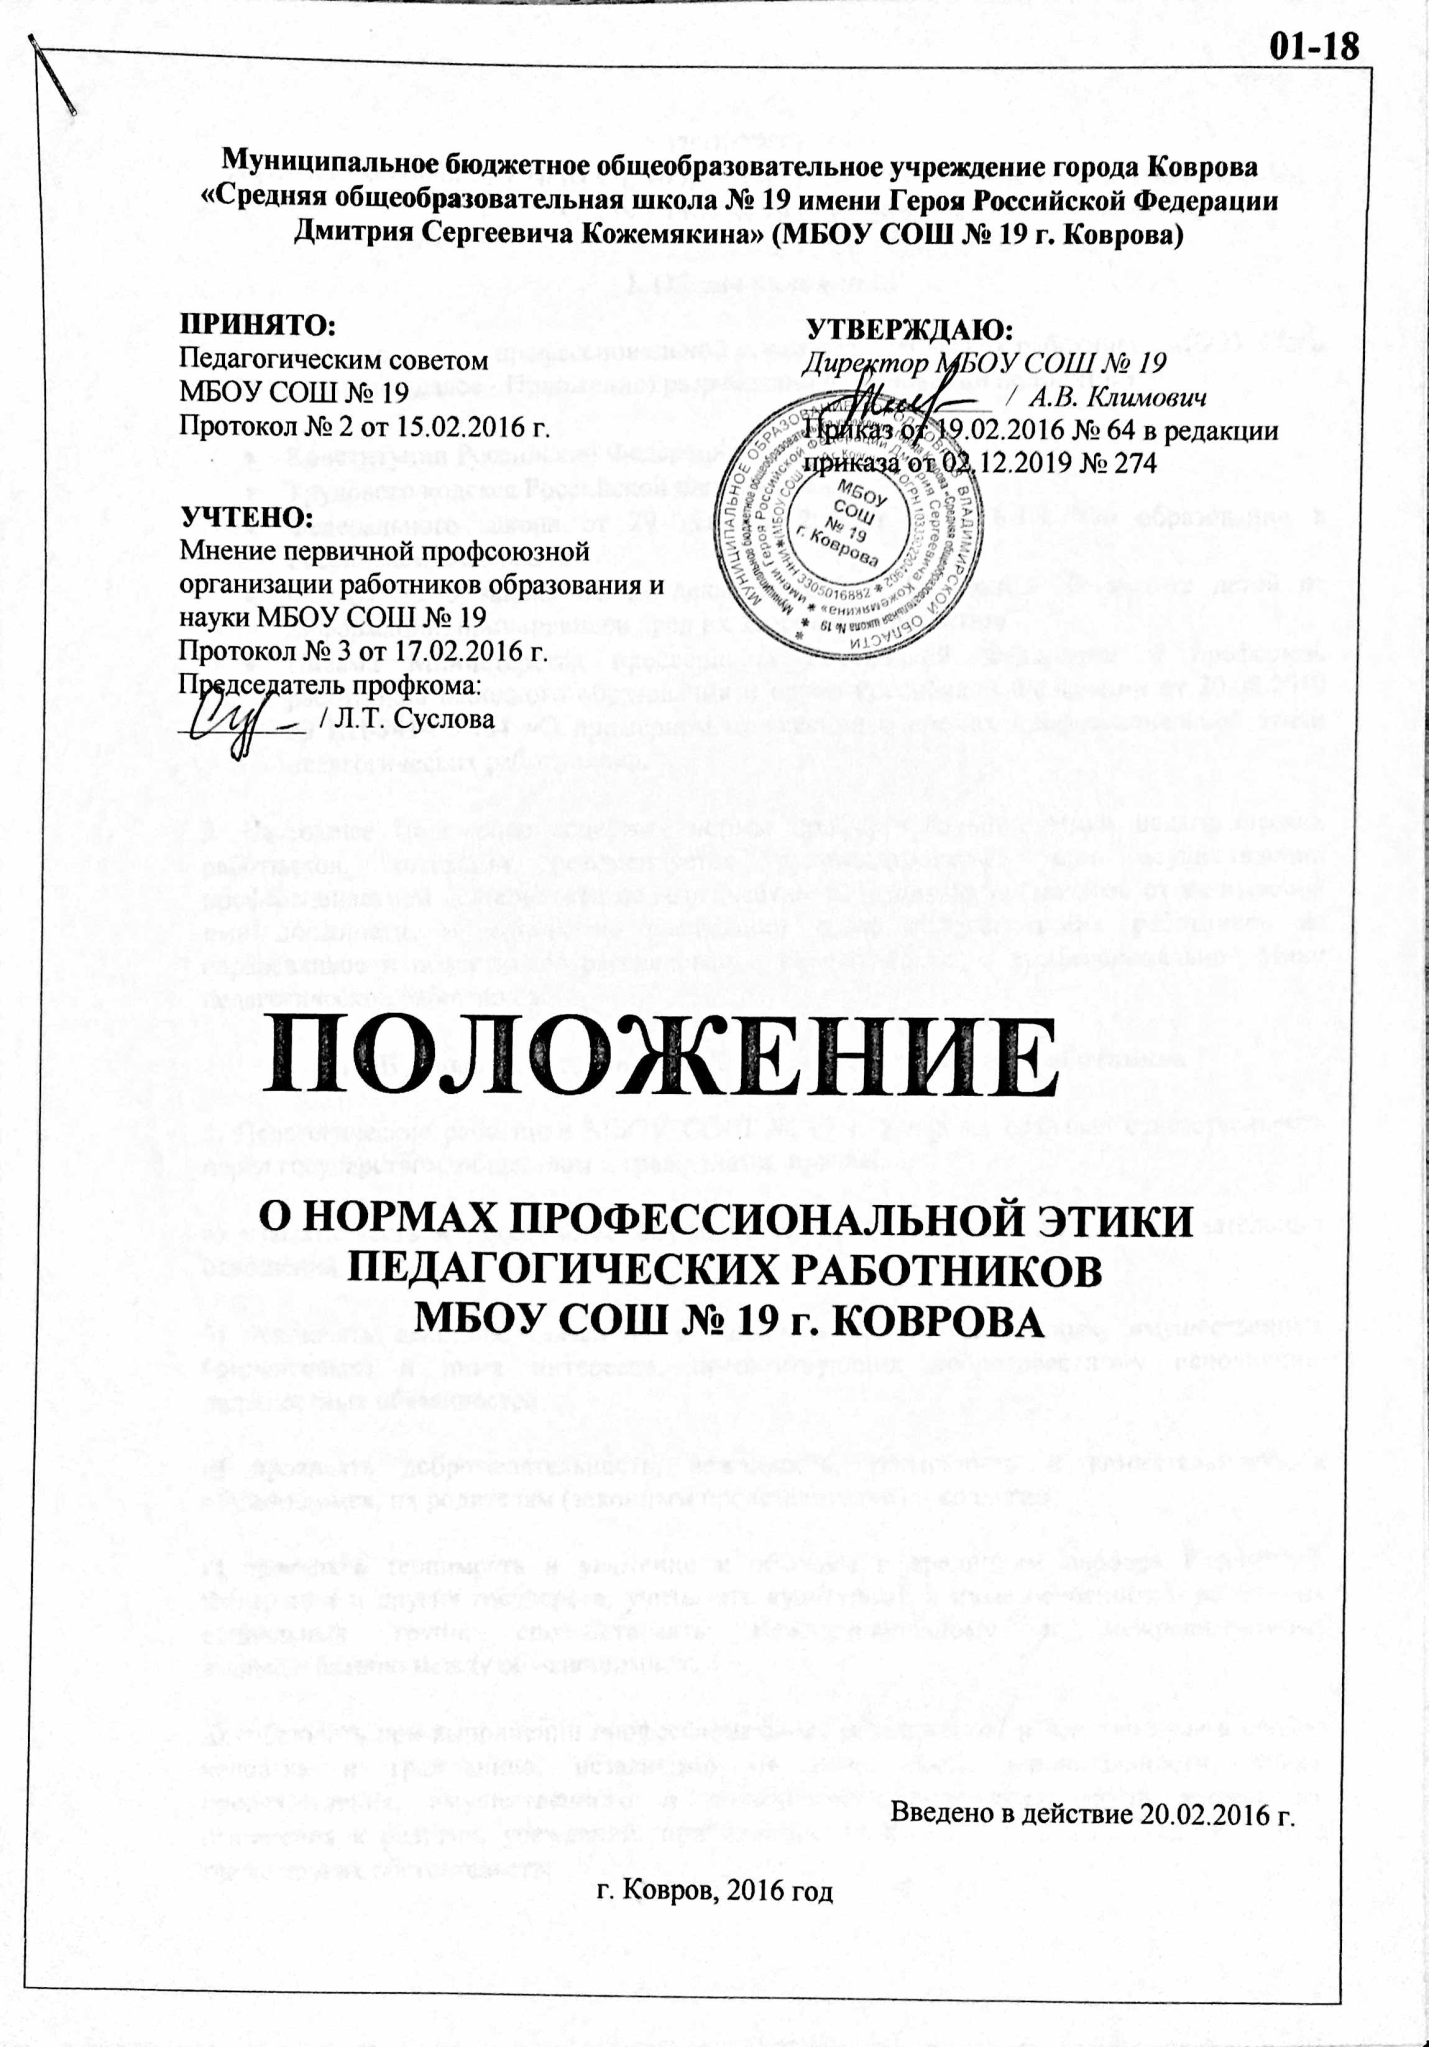 01-18
Муниципальное бюджетное общеобразовательное учреждение города Коврова
«Средняя общеобразовательная школа № 19 имени Героя Российской Федерации
Дмитрия Сергеевича Кожемякина» (МБОУ СОШ № 19 г. Коврова)
ПРИНЯТО:
Педагогическим советом
МБОУ СОШ № 19
Протокол № 2 от 15.02.2016 г.
УЧТЕНО:
Мнение первичной профсоюзной
организации работников образования и
науки МБОУ СОШ № 19
Протокол № 3 от 17.02.2016 г.
Председатель профкома:
/ Л.Т. Суслова
УТВЕРЖДАЮ:
Директор МБОУ СОШ № 19
/ А.В. Климович
Приказ от 19.02.2016 № 64 в редакции
приказа от 02.12.2019 № 274
МБОУ
СОШ
№ 19
г. Коврова
ПОЛОЖЕНИЕ
О НОРМАХ ПРОФЕССИОНАЛЬНОЙ ЭТИКИ
ПЕДАГОГИЧЕСКИХ РАБОТНИКОВ
МБОУ СОШ № 19 г. КОВРОВА
Введено в действие 20.02.2016 г.
г. Ковров, 2016 год